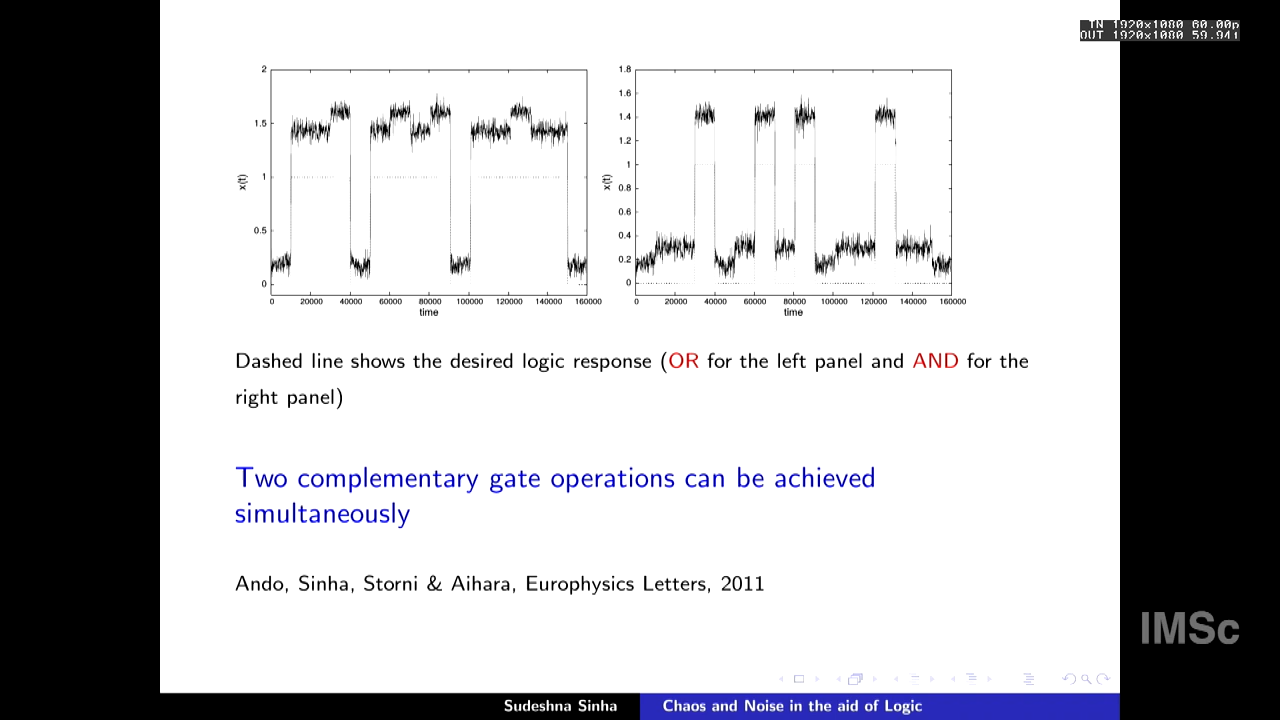 IN 1920x1080 60.00p
OUT 1920x1080 59.94i
2
1.5
1
0.5
0
x(t)
0 20000 40000 60000 80000 100000 120000 140000 160000
time
1.8
1.6
1.4
1.2
1
0.8
0.6
0.4
0.2
0
x(t)
0 20000 40000 60000 80000 100000 120000 140000 160000
time
Dashed line shows the desired logic response (OR for the left panel and AND for the
right panel)
Two complementary gate operations can be achieved
simultaneously
Ando, Sinha, Storni & Aihara, Europhysics Letters, 2011
IMSc
Sudeshna Sinha Chaos and Noise in the aid of Logic